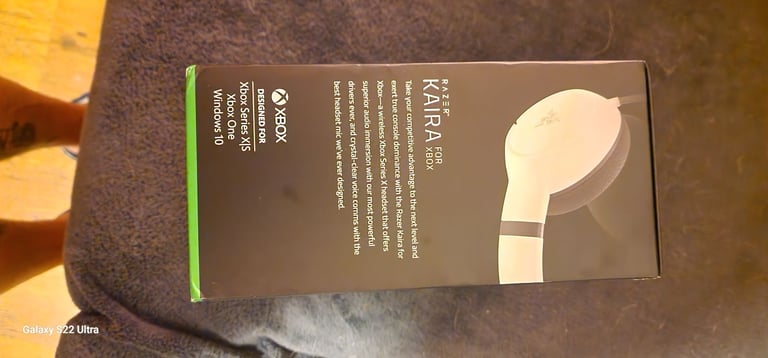 RAZER
KAIRA FOR XBOX
Take your competitive advantage to the next level and
exert true console dominance with the Razer Kaira for
Xbox—a wireless Xbox Series X headset that offers
superior audio immersion with our most powerful
drivers ever, and crystal-clear voice comms with the
best headset mic we've ever designed.
XBOX
DESIGNED FOR
Xbox Series X|S
Xbox One
Windows 10
Galaxy S22 Ultra